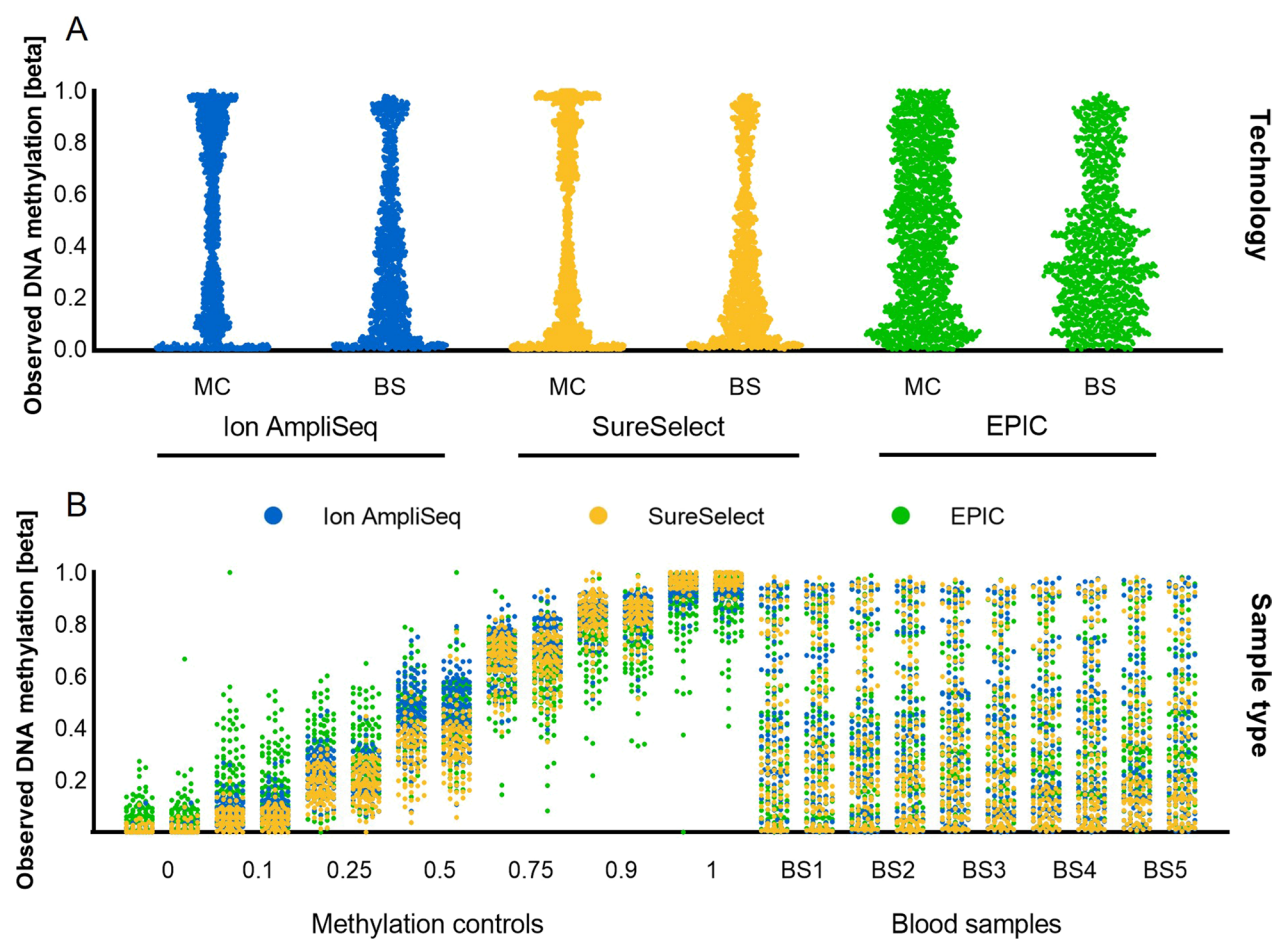 A
Observed DNA methylation [beta]
1.0
0.8
0.6
0.4
0.2
0.0
MC BS MC BS MC BS
Ion AmpliSeq SureSelect EPIC
Technology
B
Ion AmpliSeq SureSelect EPIC
Observed DNA methylation [beta]
1.0
0.8
0.6
0.4
0.2
0 0.1 0.25 0.5 0.75 0.9 1 BS1 BS2 BS3 BS4 BS5
Methylation controls Blood samples
Sample type